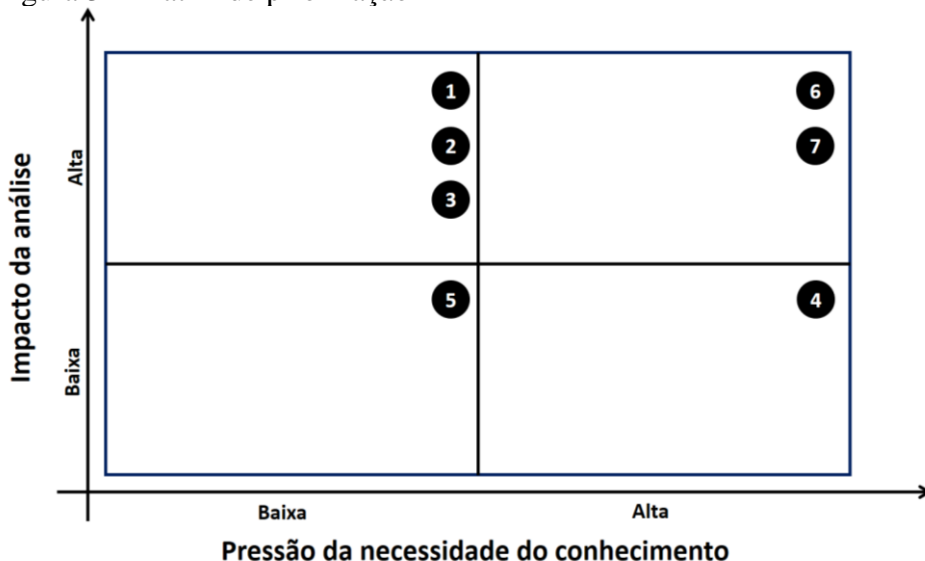 1
6
2
7
3
5
4
Impacto da análise
Alta
Baixa
Baixa
Alta
Pressão da necessidade do conhecimento